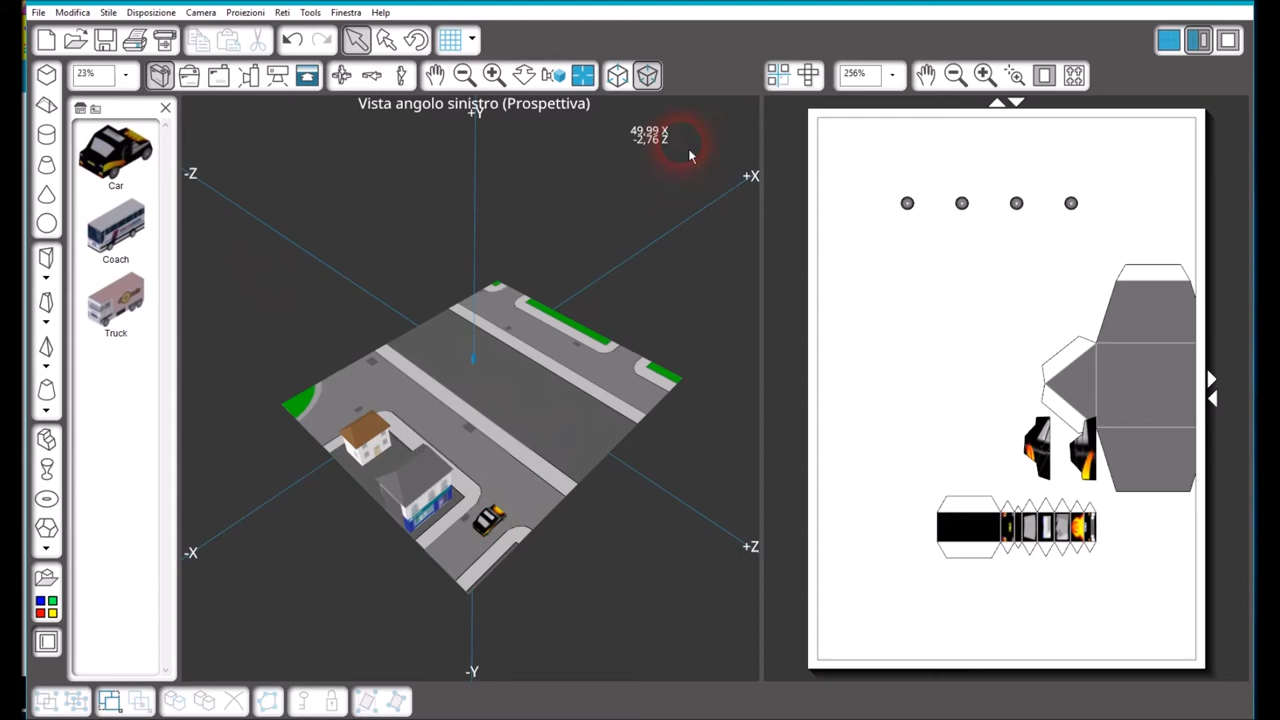 File Modifica Stile Disposizione Camera Proiezioni Reti Tools Finestra Help
23%
256%
Vista angolo sinistro (Prospettiva)
+Y
49,99 X
-2,76 Z
-Z
+X
Car
Coach
Truck
-X
+Z
-Y